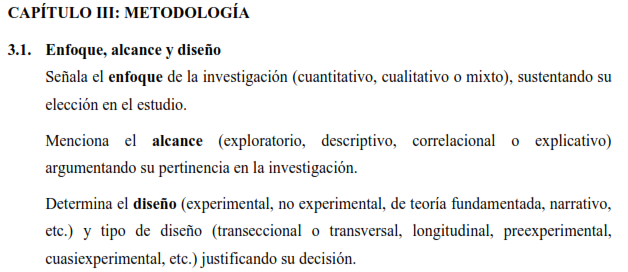 CAPÍTULO III: METODOLOGÍA
3.1. Enfoque, alcance y diseño
Señala el enfoque de la investigación (cuantitativo, cualitativo o mixto), sustentando su
elección en el estudio.
Menciona el alcance (exploratorio, descriptivo, correlacional o explicativo)
argumentando su pertinencia en la investigación.
Determina el diseño (experimental, no experimental, de teoría fundamentada, narrativo,
etc.) y tipo de diseño (transeccional o transversal, longitudinal, preexperimental,
cuasiexperimental, etc.) justificando su decisión.